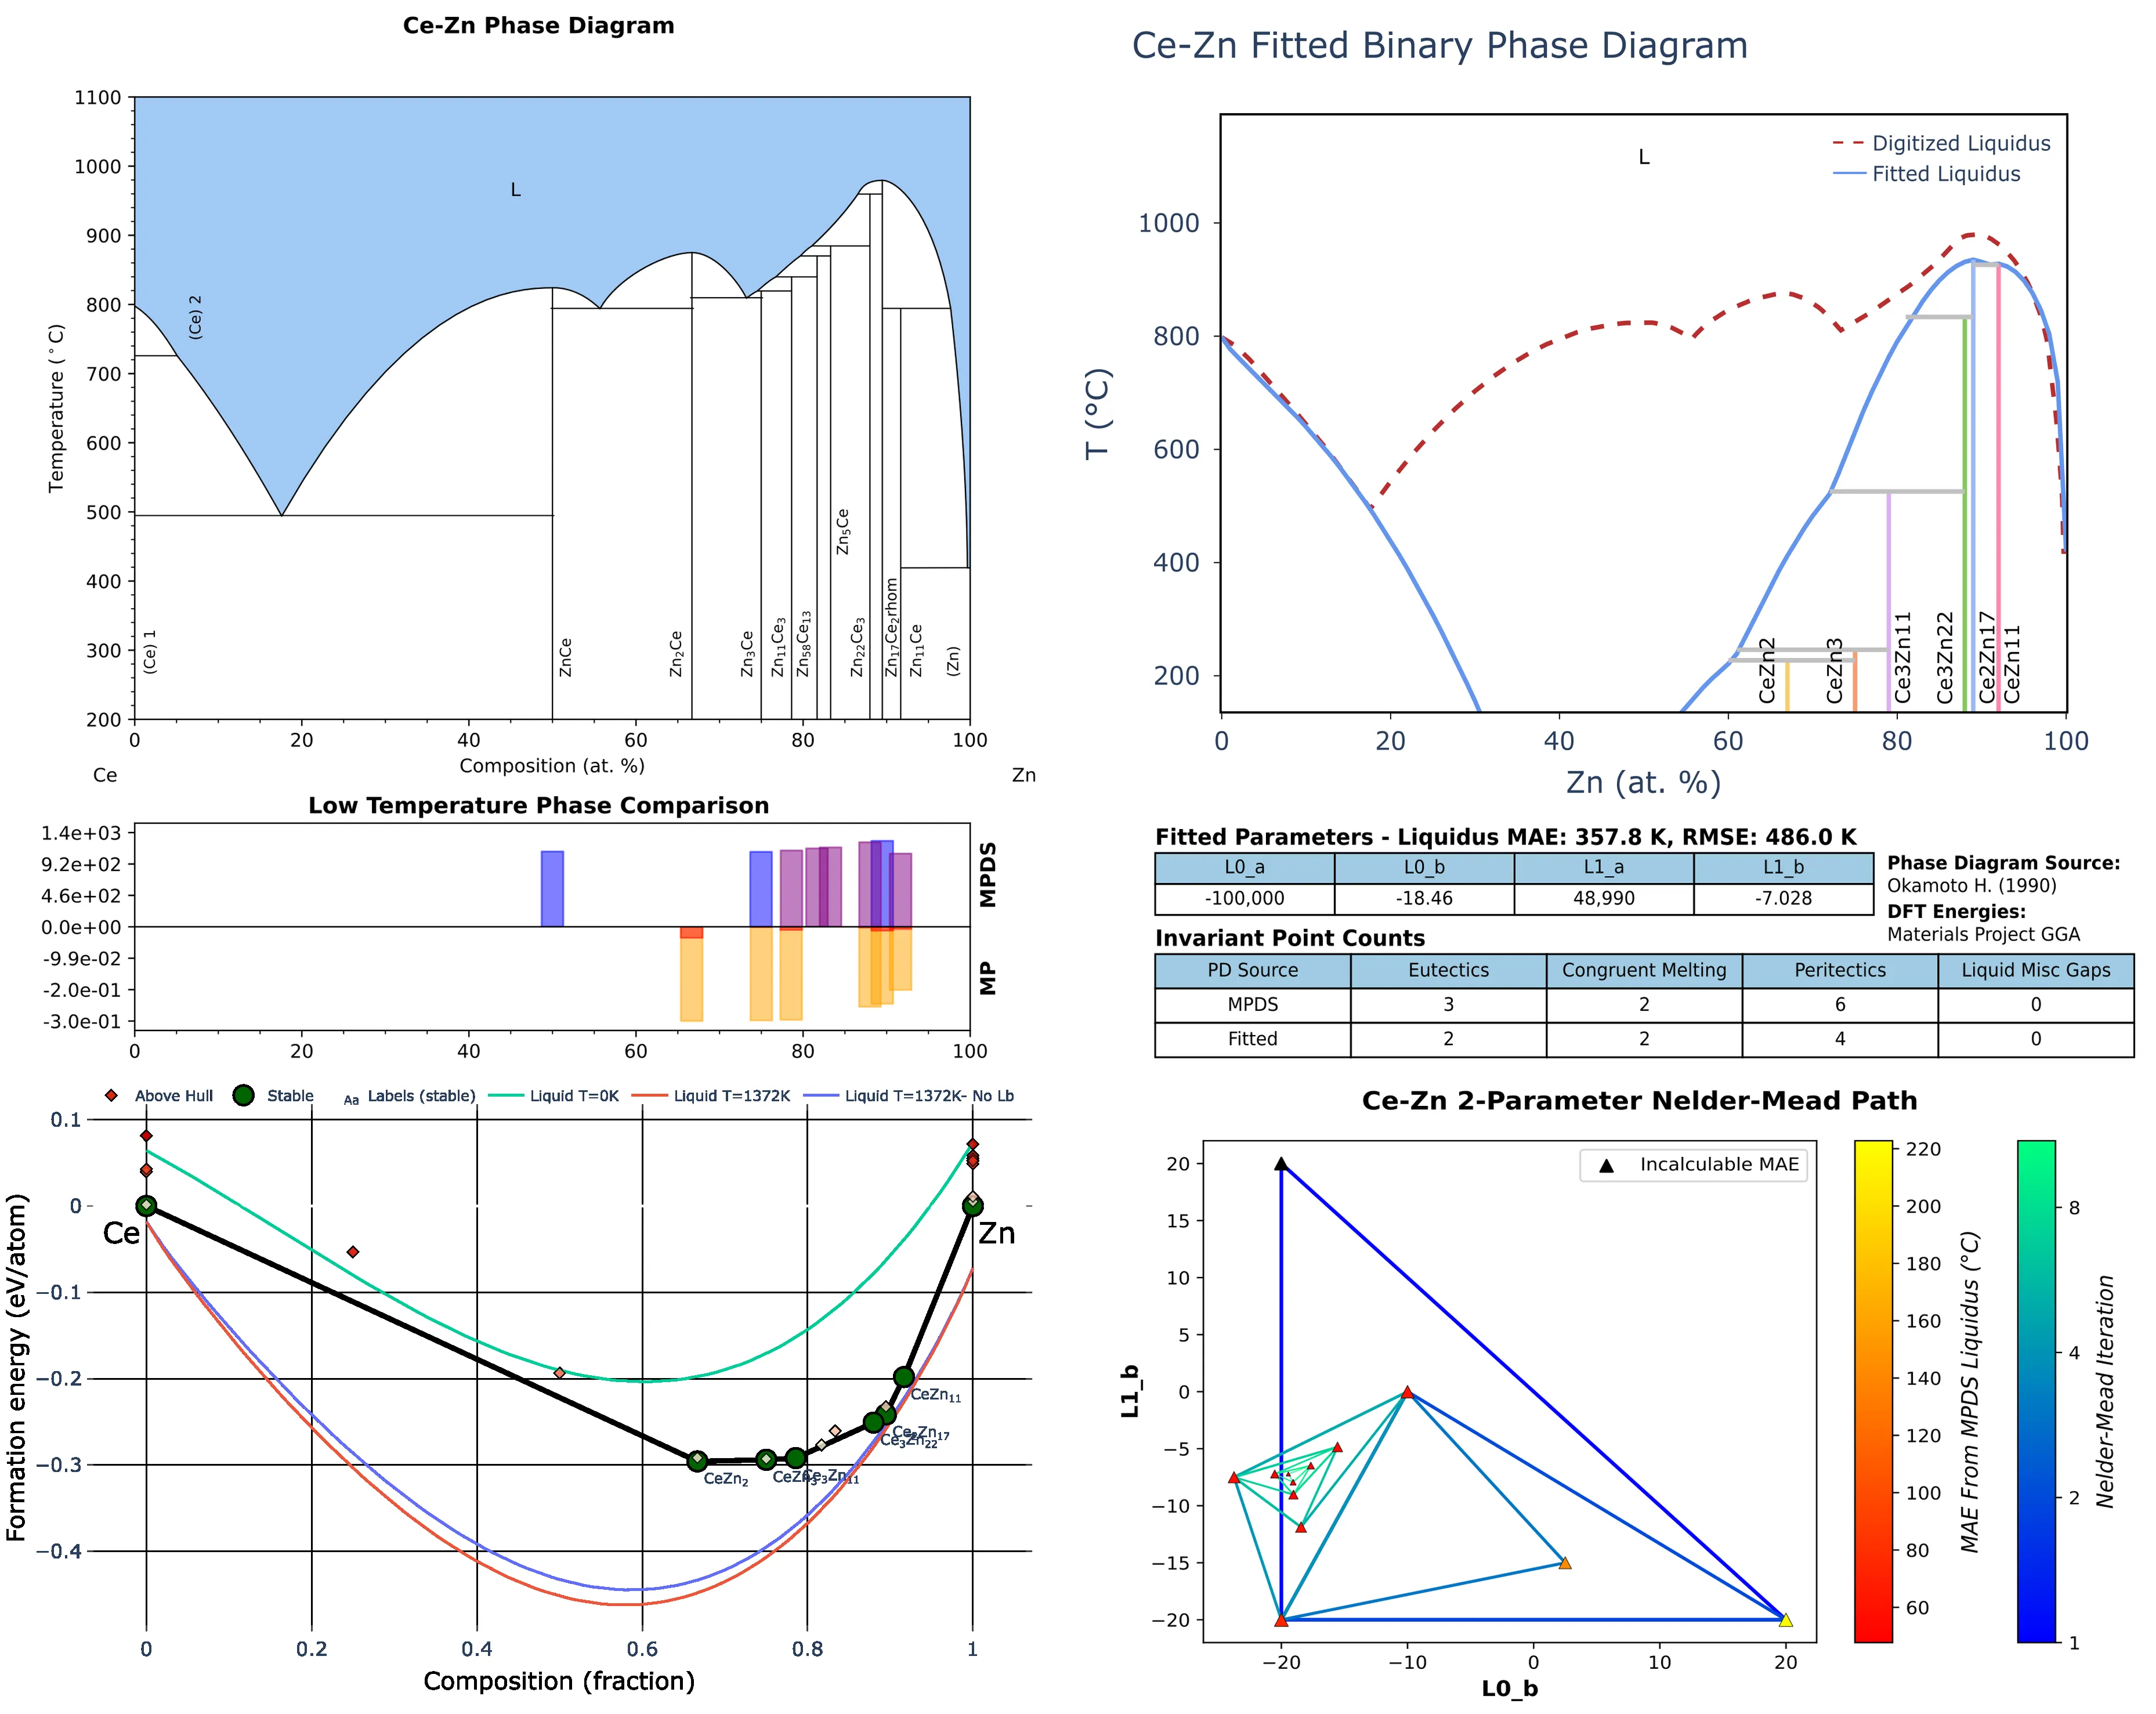 Ce-Zn Phase Diagram
1100
1000
900
800
700
600
500
400
300
200
Temperature (°C)
L
(Ce) 2
(Ce) 1
ZnCe
Zn2Ce
Zn3Ce
Zn11Ce3
Zn58Ce13
Zn5Ce
Zn22Ce3
Zn17Ce2rhom
Zn11Ce
(Zn)
0 20 40 60 80 100
Composition (at. %)
Ce Zn
Ce-Zn Fitted Binary Phase Diagram
Digitized Liquidus
Fitted Liquidus
L
1000
800
600
400
200
T (°C)
CeZn2
CeZn3
Ce3Zn11
Ce3Zn22
Ce2Zn17
CeZn11
0 20 40 60 80 100
Zn (at. %)
Low Temperature Phase Comparison
1.4e+03
9.2e+02
4.6e+02
0.0e+00
-9.9e-02
-2.0e-01
-3.0e-01
MPDS
MP
0 20 40 60 80 100
Fitted Parameters - Liquidus MAE: 357.8 K, RMSE: 486.0 K
L0_a L0_b L1_a L1_b
-100,000 -18.46 48,990 -7.028
Phase Diagram Source:
Okamoto H. (1990)
DFT Energies:
Materials Project GGA
Invariant Point Counts
PD Source Eutectics Congruent Melting Peritectics Liquid Misc Gaps
MPDS 3 2 6 0
Fitted 2 2 4 0
Above Hull Stable Aa Labels (stable) Liquid T=0K Liquid T=1372K Liquid T=1372K- No Lb
0.1
0
−0.1
−0.2
−0.3
−0.4
Formation energy (eV/atom)
Ce
Zn
CeZn11
Ce2Zn17
Ce3Zn22
CeZn2
CeZn3
Ce3Zn11
0 0.2 0.4 0.6 0.8 1
Composition (fraction)
Ce-Zn 2-Parameter Nelder-Mead Path
Incalculable MAE
20
15
10
5
0
−5
−10
−15
−20
L1_b
−20 −10 0 10 20
L0_b
220
200
180
160
140
120
100
80
60
MAE From MPDS Liquidus (°C)
8
4
2
1
Nelder-Mead Iteration